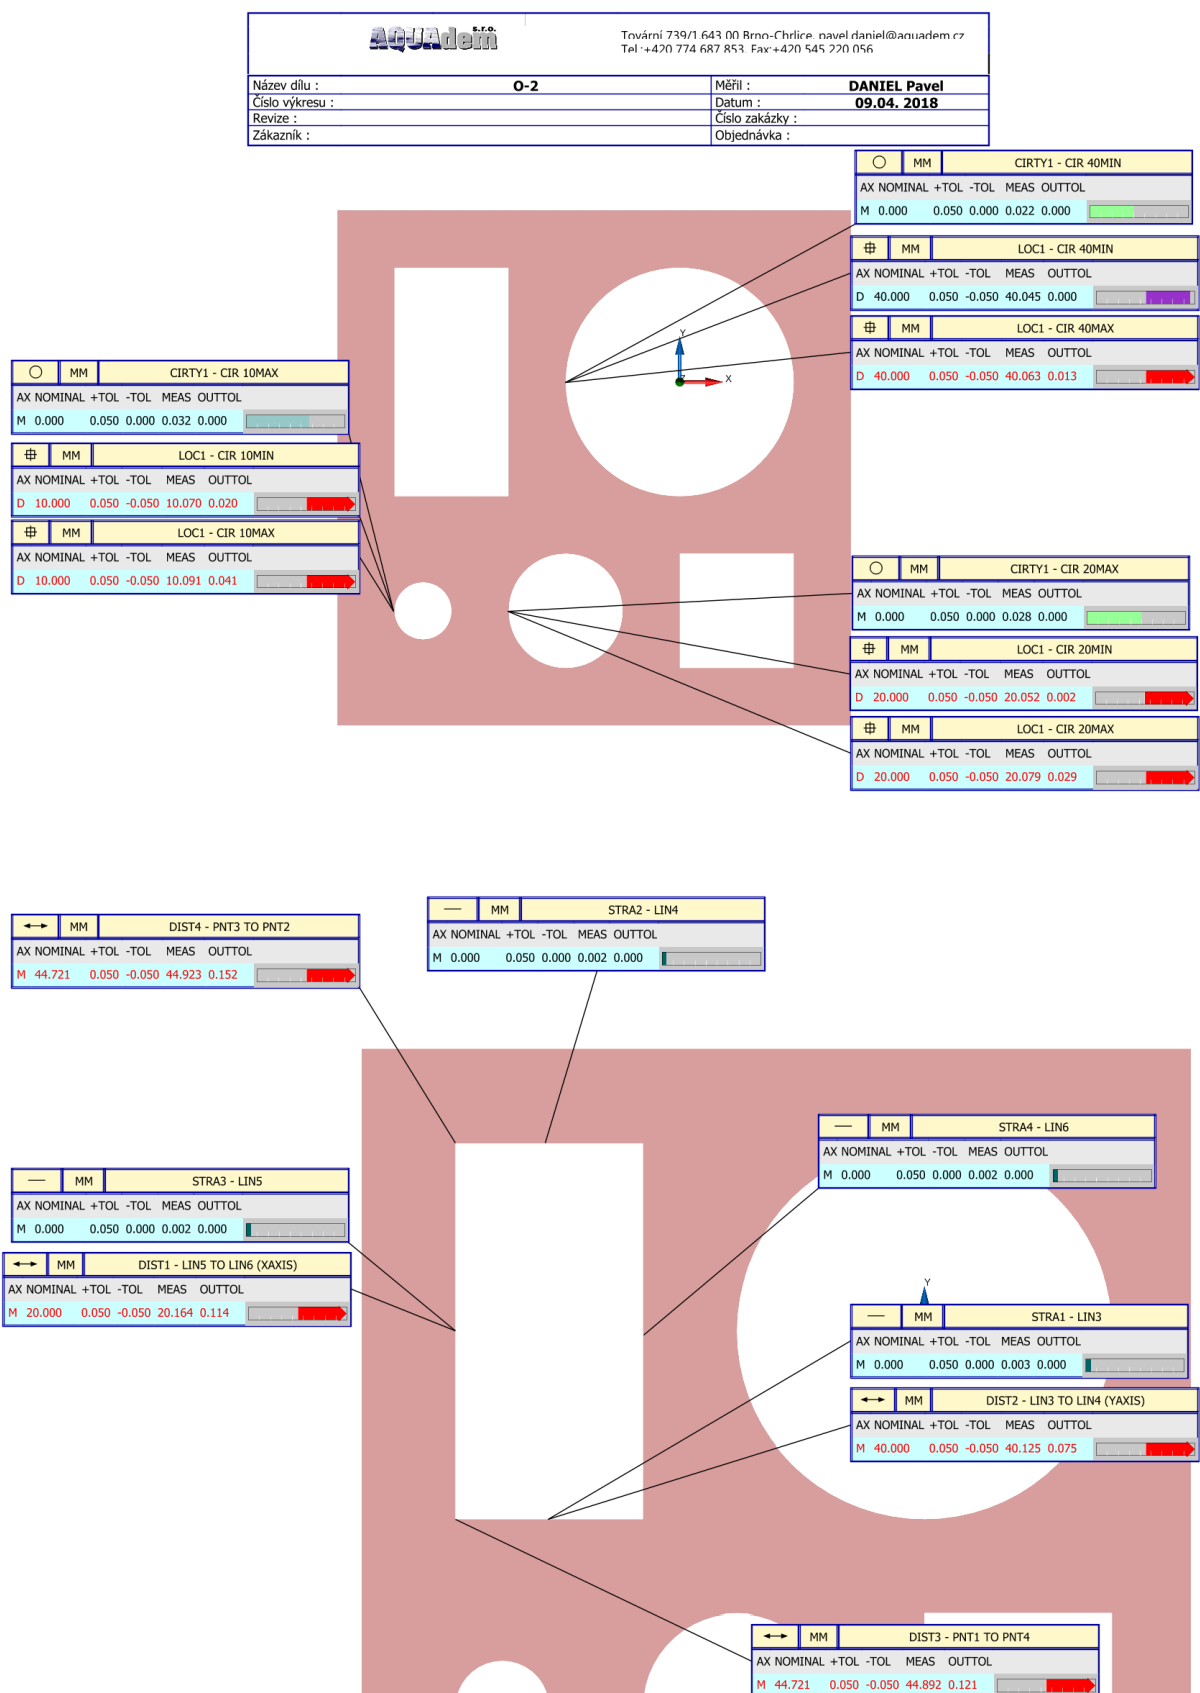 AQUAdem s.r.o.
Tovární 739/1,643 00 Brno-Chrlice, pavel.daniel@aquadem.cz
Tel.:+420 774 687 853, Fax:+420 545 220 056
Název dílu : O-2 Měřil : DANIEL Pavel
Číslo výkresu : Datum : 09.04. 2018
Revize : Číslo zakázky :
Zákazník : Objednávka :
MM CIRTY1 - CIR 40MIN
AX NOMINAL +TOL -TOL MEAS OUTTOL
M 0.000 0.050 0.000 0.022 0.000
MM LOC1 - CIR 40MIN
AX NOMINAL +TOL -TOL MEAS OUTTOL
D 40.000 0.050 -0.050 40.045 0.000
MM LOC1 - CIR 40MAX
AX NOMINAL +TOL -TOL MEAS OUTTOL
D 40.000 0.050 -0.050 40.063 0.013
Y
X
MM CIRTY1 - CIR 10MAX
AX NOMINAL +TOL -TOL MEAS OUTTOL
M 0.000 0.050 0.000 0.032 0.000
MM LOC1 - CIR 10MIN
AX NOMINAL +TOL -TOL MEAS OUTTOL
D 10.000 0.050 -0.050 10.070 0.020
MM LOC1 - CIR 10MAX
AX NOMINAL +TOL -TOL MEAS OUTTOL
D 10.000 0.050 -0.050 10.091 0.041
MM CIRTY1 - CIR 20MAX
AX NOMINAL +TOL -TOL MEAS OUTTOL
M 0.000 0.050 0.000 0.028 0.000
MM LOC1 - CIR 20MIN
AX NOMINAL +TOL -TOL MEAS OUTTOL
D 20.000 0.050 -0.050 20.052 0.002
MM LOC1 - CIR 20MAX
AX NOMINAL +TOL -TOL MEAS OUTTOL
D 20.000 0.050 -0.050 20.079 0.029
MM STRA2 - LIN4
AX NOMINAL +TOL -TOL MEAS OUTTOL
M 0.000 0.050 0.000 0.002 0.000
MM DIST4 - PNT3 TO PNT2
AX NOMINAL +TOL -TOL MEAS OUTTOL
M 44.721 0.050 -0.050 44.923 0.152
MM STRA4 - LIN6
AX NOMINAL +TOL -TOL MEAS OUTTOL
M 0.000 0.050 0.000 0.002 0.000
MM STRA3 - LIN5
AX NOMINAL +TOL -TOL MEAS OUTTOL
M 0.000 0.050 0.000 0.002 0.000
MM DIST1 - LIN5 TO LIN6 (XAXIS)
AX NOMINAL +TOL -TOL MEAS OUTTOL
M 20.000 0.050 -0.050 20.164 0.114
Y
MM STRA1 - LIN3
AX NOMINAL +TOL -TOL MEAS OUTTOL
M 0.000 0.050 0.000 0.003 0.000
MM DIST2 - LIN3 TO LIN4 (YAXIS)
AX NOMINAL +TOL -TOL MEAS OUTTOL
M 40.000 0.050 -0.050 40.125 0.075
MM DIST3 - PNT1 TO PNT4
AX NOMINAL +TOL -TOL MEAS OUTTOL
M 44.721 0.050 -0.050 44.892 0.121